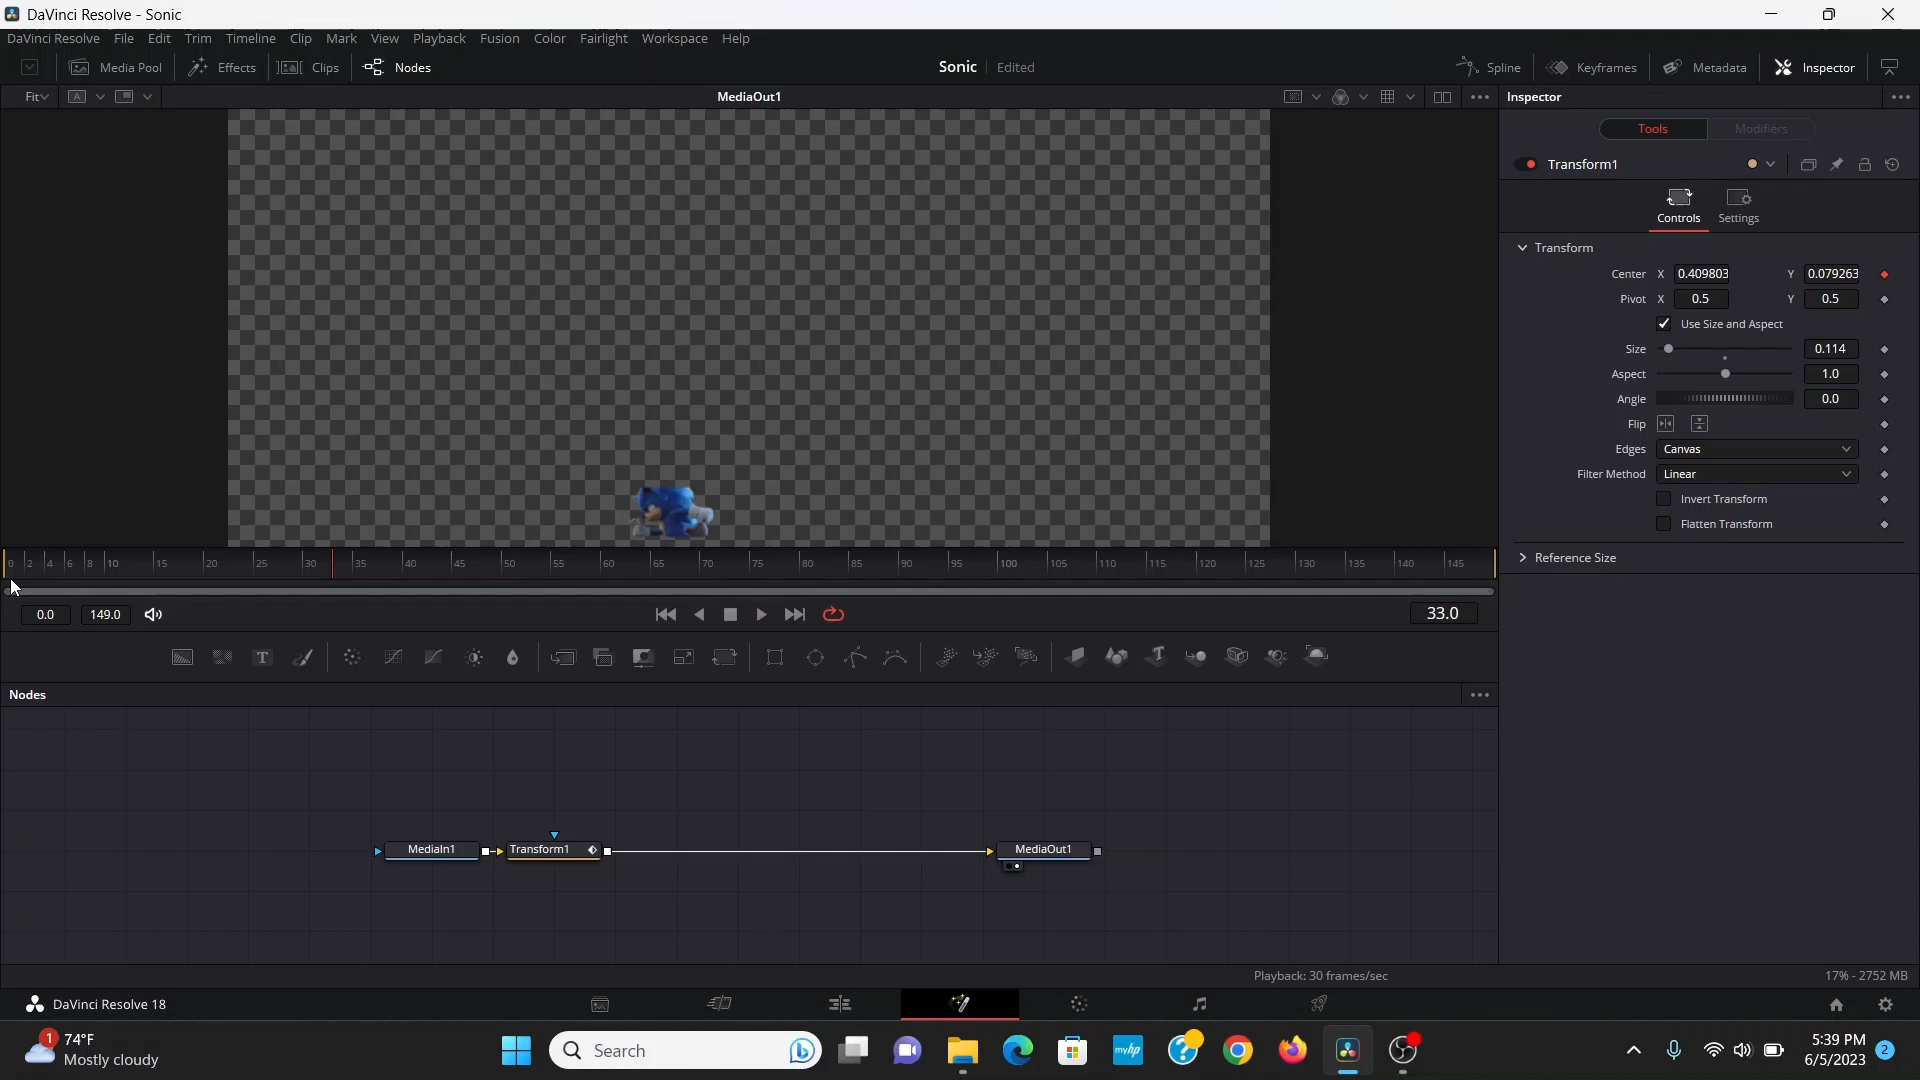 DaVinci Resolve - Sonic
DaVinci Resolve File Edit Trim Timeline Clip Mark View Playback Fusion Color Fairlight Workspace Help
Media Pool Effects Clips Nodes Sonic Edited Spline Keyframes Metadata Inspector
Fit A MediaOut1 Inspector
Tools Modifiers
Transform1
Controls Settings
Transform
Center X 0.409803 Y 0.079263
Pivot X 0.5 Y 0.5
Use Size and Aspect
Size 0.114
Aspect 1.0
Angle 0.0
Flip
Edges Canvas
Filter Method Linear
Invert Transform
Flatten Transform
Reference Size
0 2 4 6 8 10 15 20 25 30 35 40 45 50 55 60 65 70 75 80 85 90 95 100 105 110 115 120 125 130 135 140 145
0.0 149.0 33.0
T
Nodes
MediaIn1 Transform1 MediaOut1
Playback: 30 frames/sec 17% - 2752 MB
DaVinci Resolve 18
1 74°F
Mostly cloudy
Search
myhp
5:39 PM
6/5/2023
2